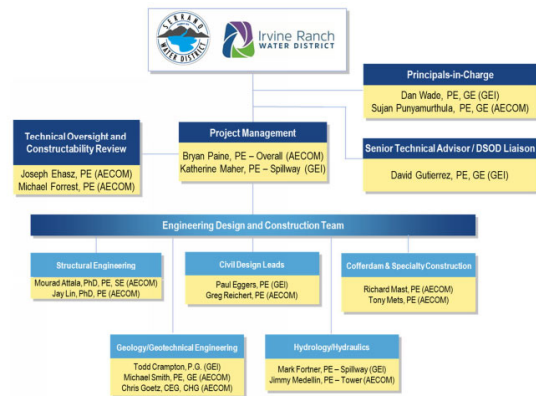 SERRANO
WATER DISTRICT
Irvine Ranch
WATER DISTRICT
Principals-in-Charge
Dan Wade, PE, GE (GEI)
Sujan Punyamurthula, PE, GE (AECOM)
Technical Oversight and
Constructability Review
Joseph Ehasz, PE (AECOM)
Michael Forrest, PE (AECOM)
Project Management
Bryan Paine, PE – Overall (AECOM)
Katherine Maher, PE – Spillway (GEI)
Senior Technical Advisor / DSOD Liaison
David Gutierrez, PE, GE (GEI)
Engineering Design and Construction Team
Structural Engineering
Mourad Attala, PhD, PE, SE (AECOM)
Jay Lin, PhD, PE (AECOM)
Civil Design Leads
Paul Eggers, PE (GEI)
Greg Reichert, PE (AECOM)
Cofferdam & Specialty Construction
Richard Mast, PE (AECOM)
Tony Mets, PE (AECOM)
Geology/Geotechnical Engineering
Todd Crampton, P.G. (GEI)
Michael Smith, PE, GE (AECOM)
Chris Goetz, CEG, CHG (AECOM)
Hydrology/Hydraulics
Mark Fortner, PE – Spillway (GEI)
Jimmy Medellin, PE – Tower (AECOM)